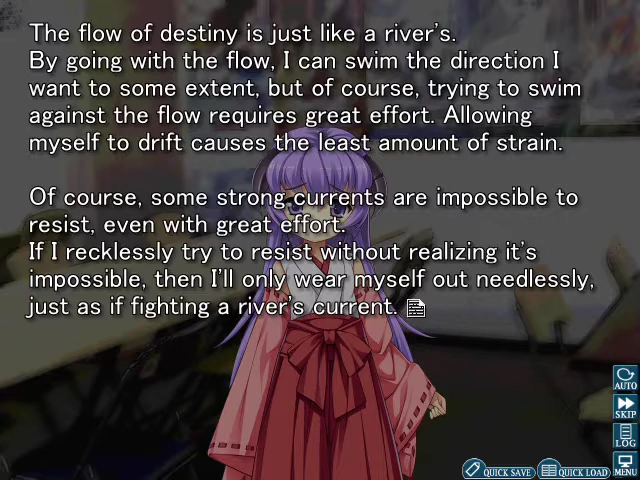 The flow of destiny is just like a river's.
By going with the flow, I can swim the direction I
want to some extent, but of course, trying to swim
against the flow requires great effort. Allowing
myself to drift causes the least amount of strain.
Of course, some strong currents are impossible to
resist, even with great effort.
If I recklessly try to resist without realizing it's
impossible, then I'll only wear myself out needlessly,
just as if fighting a river's current.
AUTO
SKIP
LOG
MENU
QUICK SAVE
QUICK LOAD